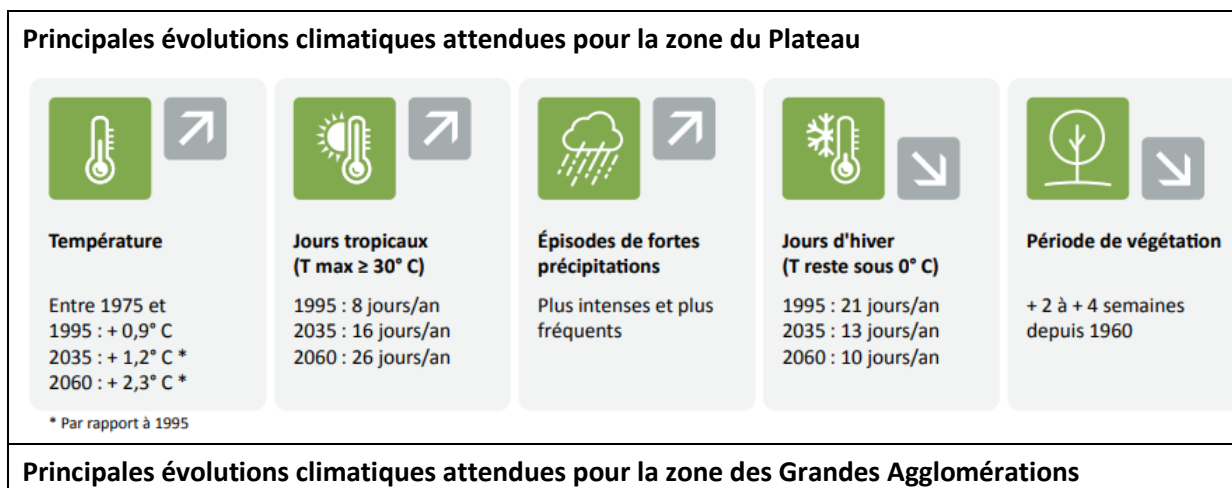 Principales évolutions climatiques attendues pour la zone du Plateau
Température
Entre 1975 et
1995 : + 0,9° C
2035 : + 1,2° C *
2060 : + 2,3° C *
* Par rapport à 1995
Jours tropicaux
(T max ≥ 30° C)
1995 : 8 jours/an
2035 : 16 jours/an
2060 : 26 jours/an
Épisodes de fortes
précipitations
Plus intenses et plus
fréquents
Jours d'hiver
(T reste sous 0° C)
1995 : 21 jours/an
2035 : 13 jours/an
2060 : 10 jours/an
Période de végétation
+ 2 à + 4 semaines
depuis 1960
Principales évolutions climatiques attendues pour la zone des Grandes Agglomérations